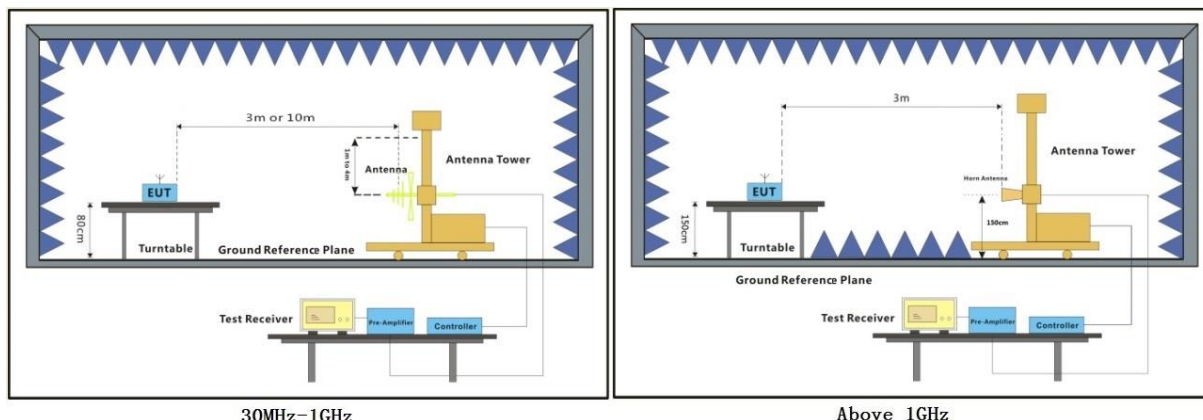 3m or 10m
1m to 4m
Antenna
Antenna Tower
EUT
80cm
Turntable
Ground Reference Plane
Test Receiver
Pre-Amplifier
Controller
30MHz-1GHz
3m
Antenna Tower
Horn Antenna
EUT
150cm
150cm
Turntable
Ground Reference Plane
Test Receiver
Pre-Amplifier
Controller
Above 1GHz